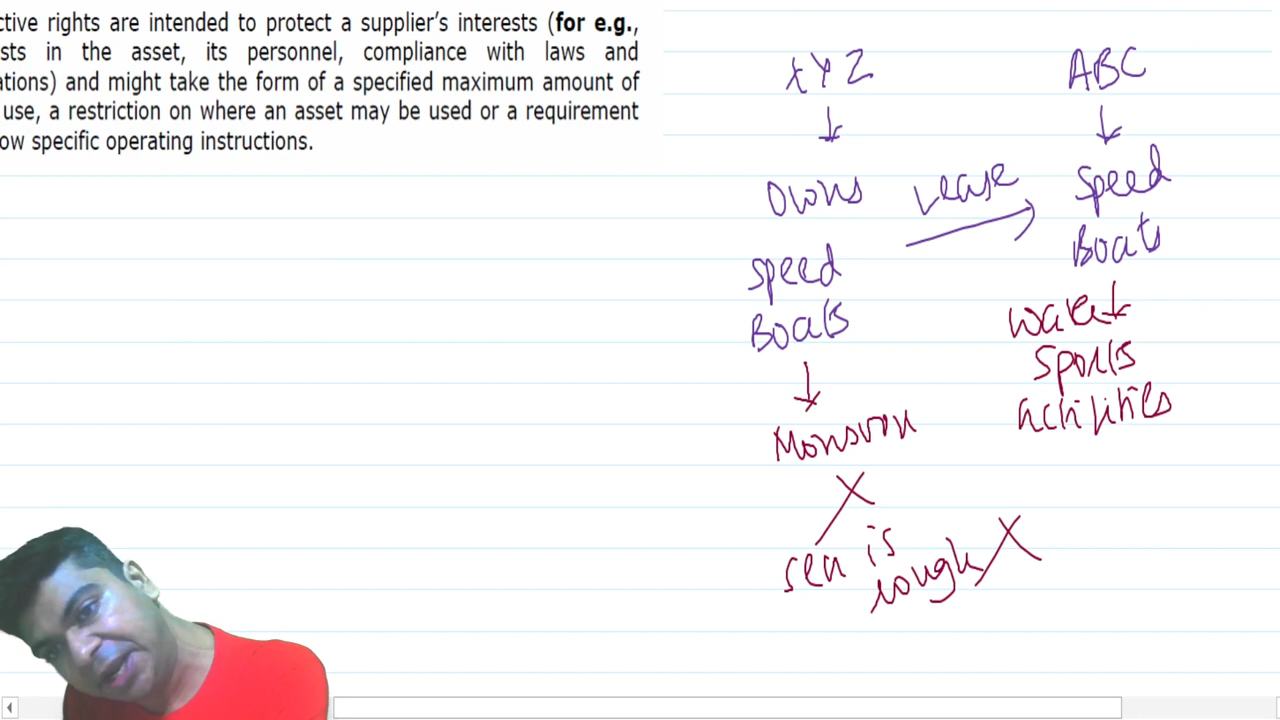 ctive rights are intended to protect a supplier's interests (for e.g.,
sts in the asset, its personnel, compliance with laws and
ations) and might take the form of a specified maximum amount of
use, a restriction on where an asset may be used or a requirement
ow specific operating instructions.
XYZ
Owns
Speed
Boats
Monsoon
sea is
rough
Lease
ABC
Speed
Boats
Sports
activities